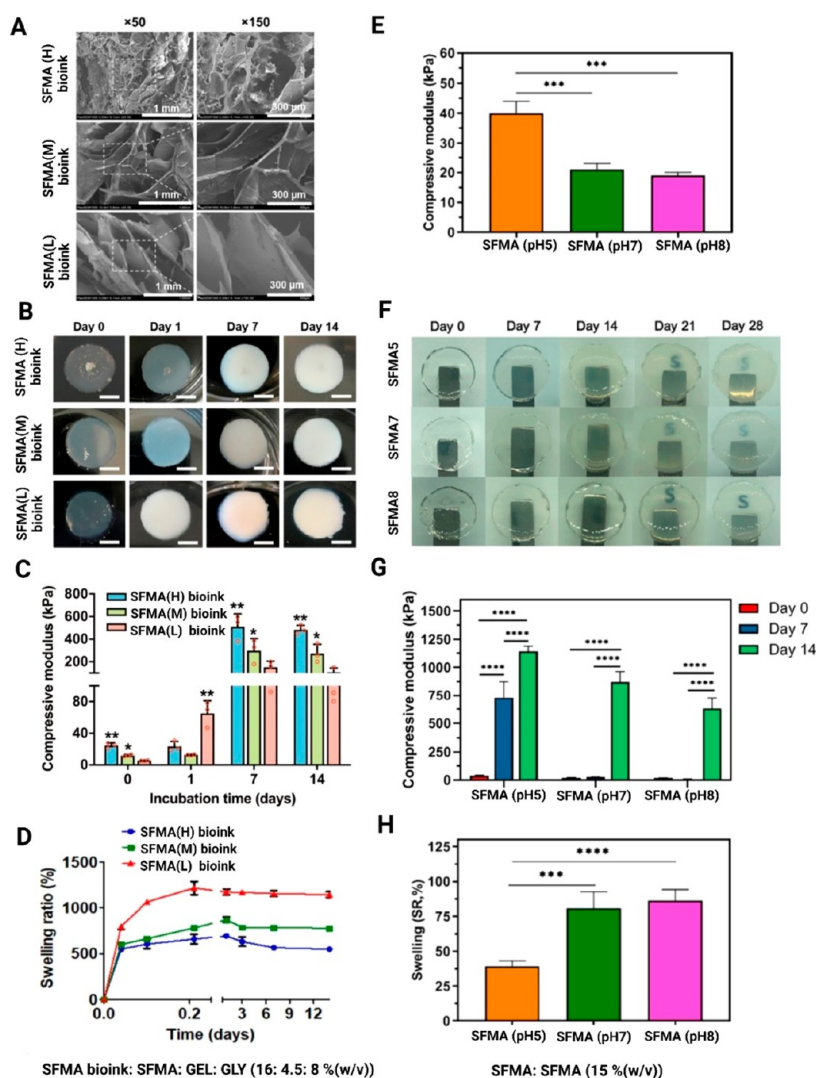 A
×50
×150
SFMA (H)
bioink
1 mm
300 µm
SFMA(M)
bioink
1 mm
300 µm
SFMA(L)
bioink
1 mm
300 µm
B
Day 0
Day 1
Day 7
Day 14
SFMA (H)
bioink
SFMA(M)
bioink
SFMA(L)
bioink
C
Compressive modulus (kPa)
800
600
400
200
80
40
0
SFMA(H) bioink
SFMA(M) bioink
SFMA(L) bioink
**
*
**
**
*
**
*
0
1
7
14
Incubation time (days)
D
SFMA(H) bioink
SFMA(M) bioink
SFMA(L) bioink
Swelling ratio
(%)
1500
1000
500
0
0.0
0.2
3
6
9
12
Time (days)
SFMA bioink: SFMA: GEL: GLY (16: 4.5: 8 %(w/v))
E
Compressive modulus (kPa)
60
50
40
30
20
10
0
***
***
SFMA (pH5)
SFMA (pH7)
SFMA (pH8)
F
Day 0
Day 7
Day 14
Day 21
Day 28
SFMA5
S
S
SFMA7
S
S
SFMA8
S
S
G
Compressive modulus (kPa)
1500
1250
1000
750
500
250
0
****
****
****
****
****
****
****
Day 0
Day 7
Day 14
SFMA (pH5)
SFMA (pH7)
SFMA (pH8)
H
Swelling (SR,%)
125
100
75
50
25
0
****
***
SFMA (pH5)
SFMA (pH7)
SFMA (pH8)
SFMA: SFMA (15 %(w/v))